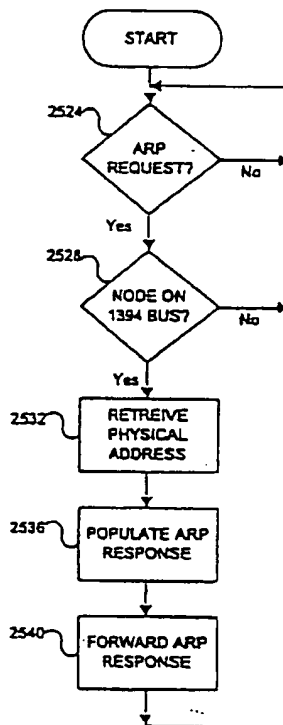 START
2524
ARP
REQUEST?
No
Yes
2528
NODE ON
1394 BUS?
No
Yes
2532
RETREIVE
PHYSICAL
ADDRESS
2536
POPULATE ARP
RESPONSE
2540
FORWARD ARP
RESPONSE